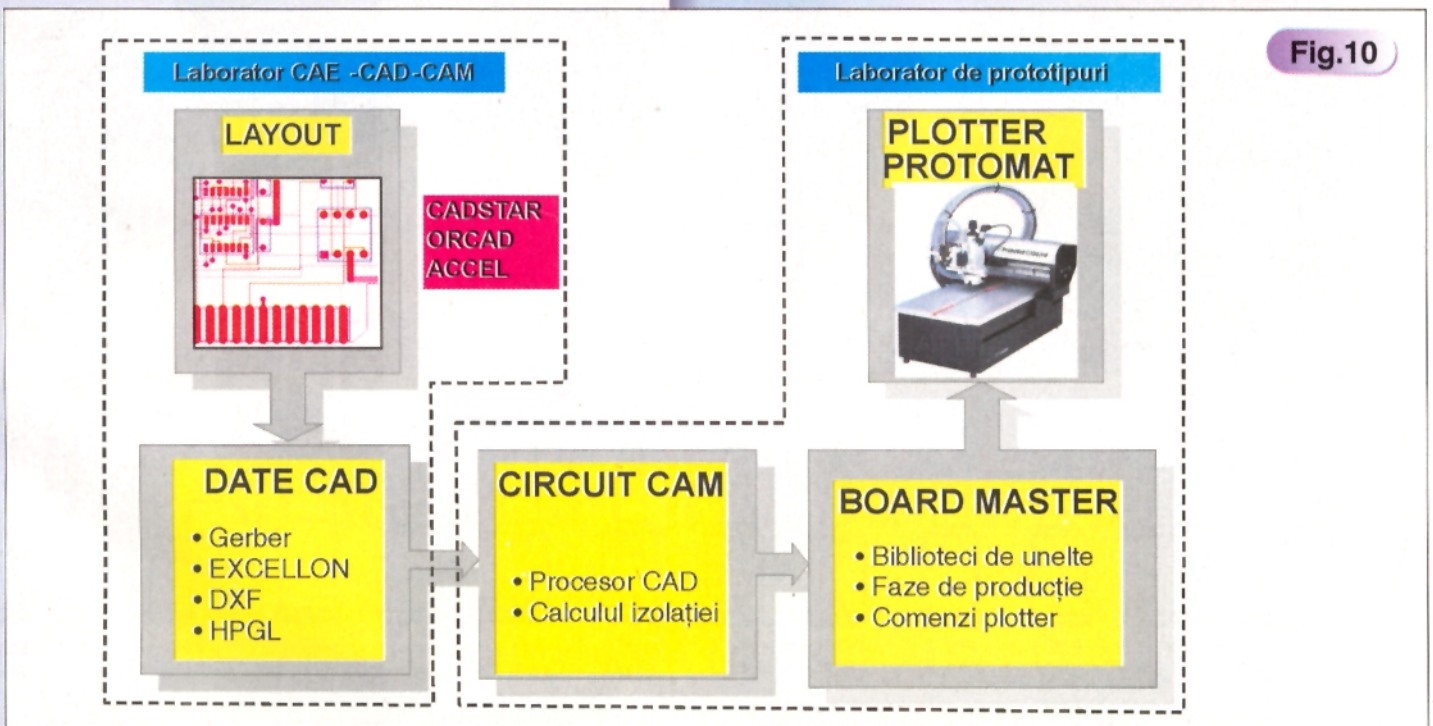 Fig.10
Laborator CAE -CAD-CAM
LAYOUT
CADSTAR
ORCAD
ACCEL
DATE CAD
• Gerber
• EXCELLON
• DXF
• HPGL
CIRCUIT CAM
• Procesor CAD
• Calculul izolației
Laborator de prototipuri
PLOTTER
PROTOMAT
BOARD MASTER
• Biblioteci de unelte
• Faze de producție
• Comenzi plotter